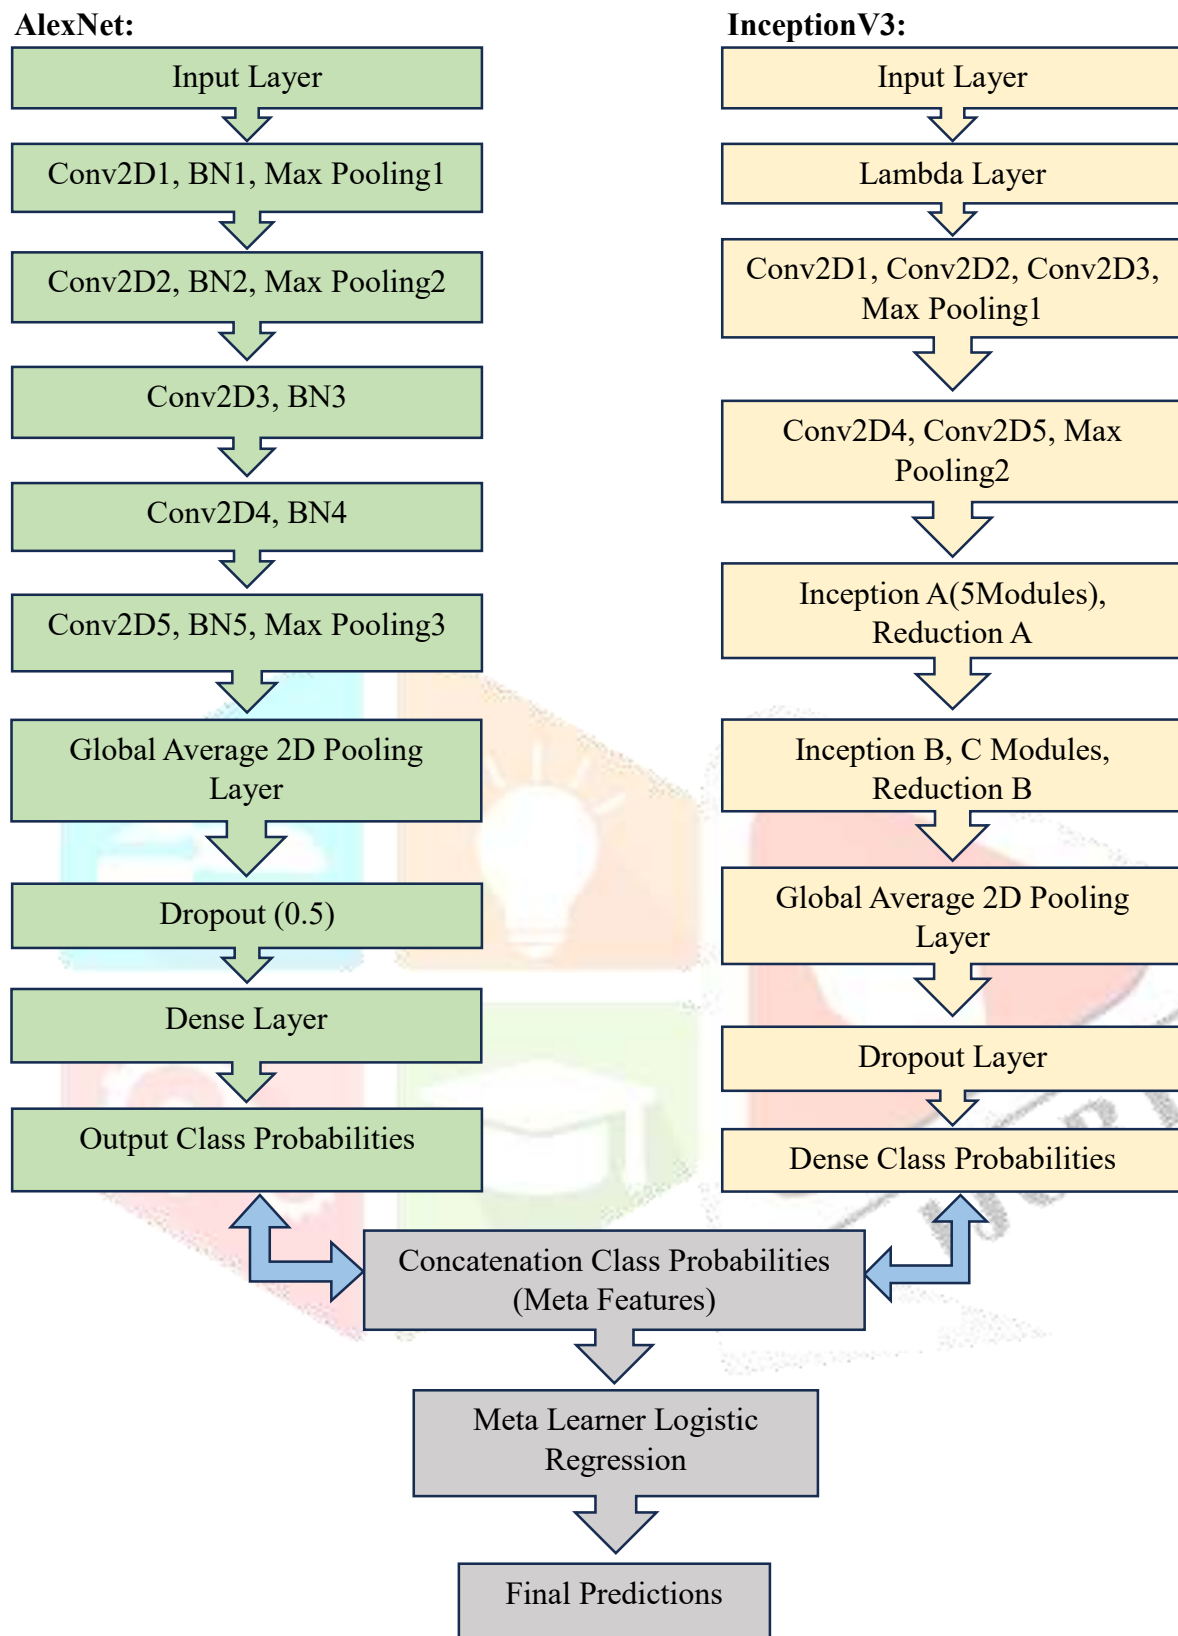 AlexNet:
Input Layer
Conv2D1, BN1, Max Pooling1
Conv2D2, BN2, Max Pooling2
Conv2D3, BN3
Conv2D4, BN4
Conv2D5, BN5, Max Pooling3
Global Average 2D Pooling
Layer
Dropout (0.5)
Dense Layer
Output Class Probabilities
InceptionV3:
Input Layer
Lambda Layer
Conv2D1, Conv2D2, Conv2D3,
Max Pooling1
Conv2D4, Conv2D5, Max
Pooling2
Inception A(5Modules),
Reduction A
Inception B, C Modules,
Reduction B
Global Average 2D Pooling
Layer
Dropout Layer
Dense Class Probabilities
Concatenation Class Probabilities
(Meta Features)
Meta Learner Logistic
Regression
Final Predictions